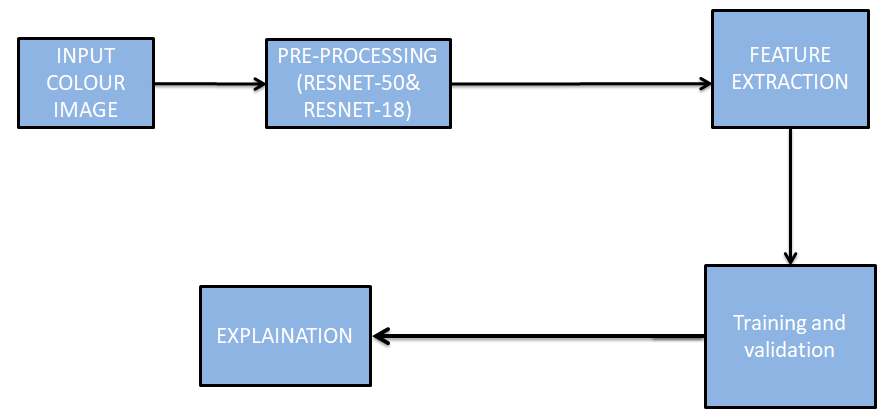 INPUT
COLOUR
IMAGE
PRE-PROCESSING
(RESNET-50&
RESNET-18)
FEATURE
EXTRACTION
Training and
validation
EXPLAINATION